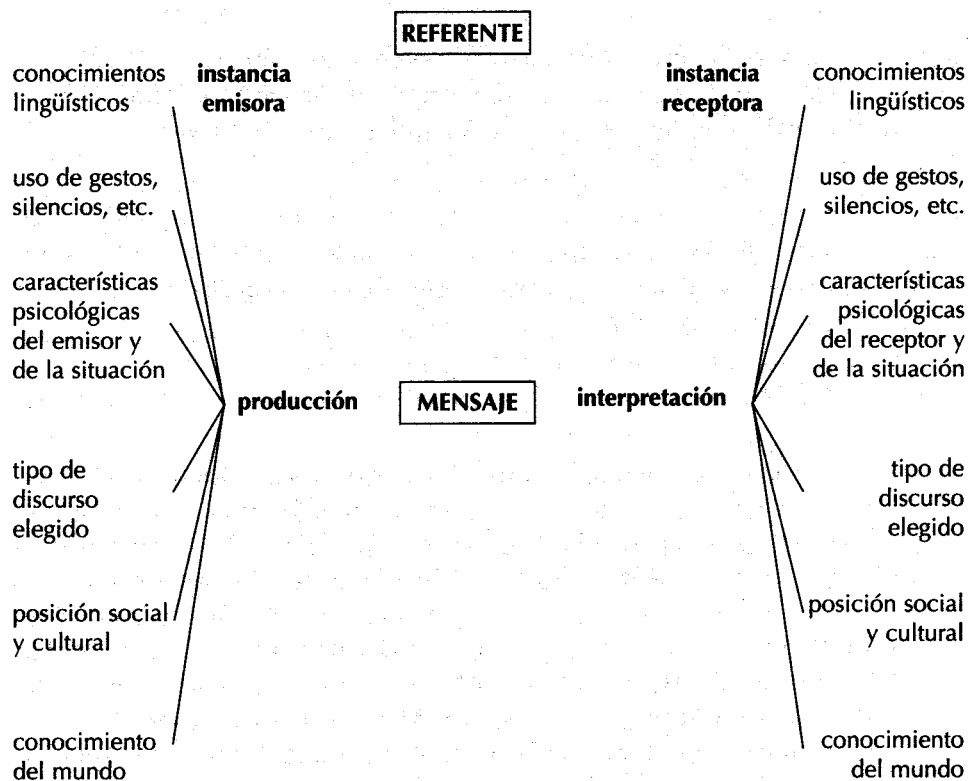 REFERENTE
conocimientos
lingüísticos
instancia
emisora
instancia
receptora
conocimientos
lingüísticos
uso de gestos,
silencios, etc.
uso de gestos,
silencios, etc.
características
psicológicas
del emisor y
de la situación
características
psicológicas
del receptor y
de la situación
producción
MENSAJE
interpretación
tipo de
discurso
elegido
tipo de
discurso
elegido
posición social
y cultural
posición social
y cultural
conocimiento
del mundo
conocimiento
del mundo